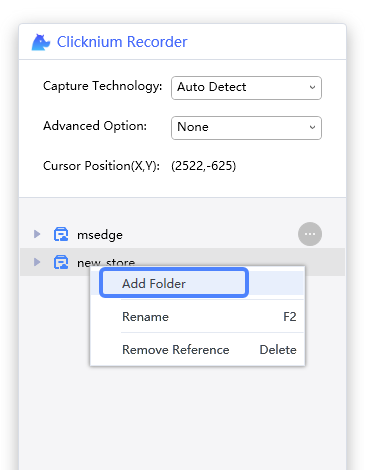 Clicknium Recorder
Capture Technology: Auto Detect
Advanced Option: None
Cursor Position(X,Y): (2522,-625)
msedge
new_store
Add Folder
Rename F2
Remove Reference Delete